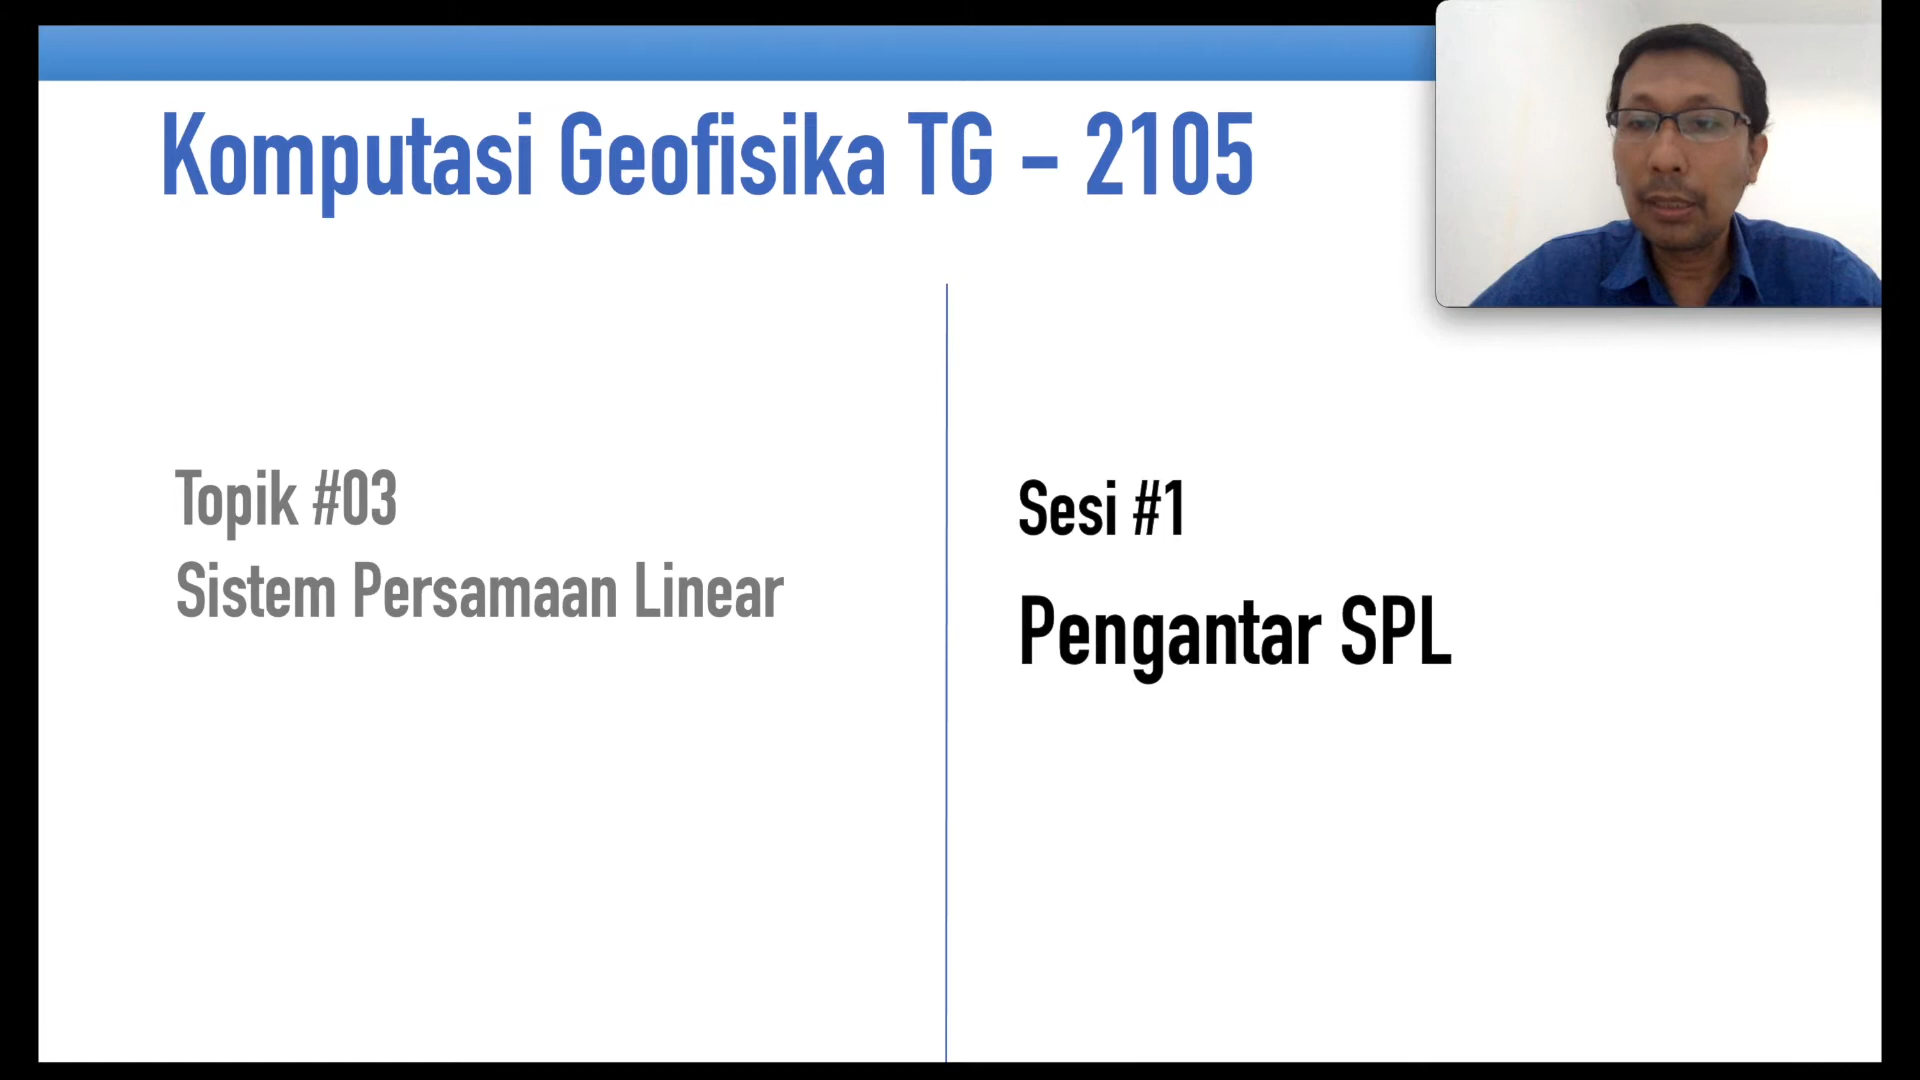 Komputasi Geofisika TG – 2105
Topik #03
Sistem Persamaan Linear
Sesi #1
Pengantar SPL